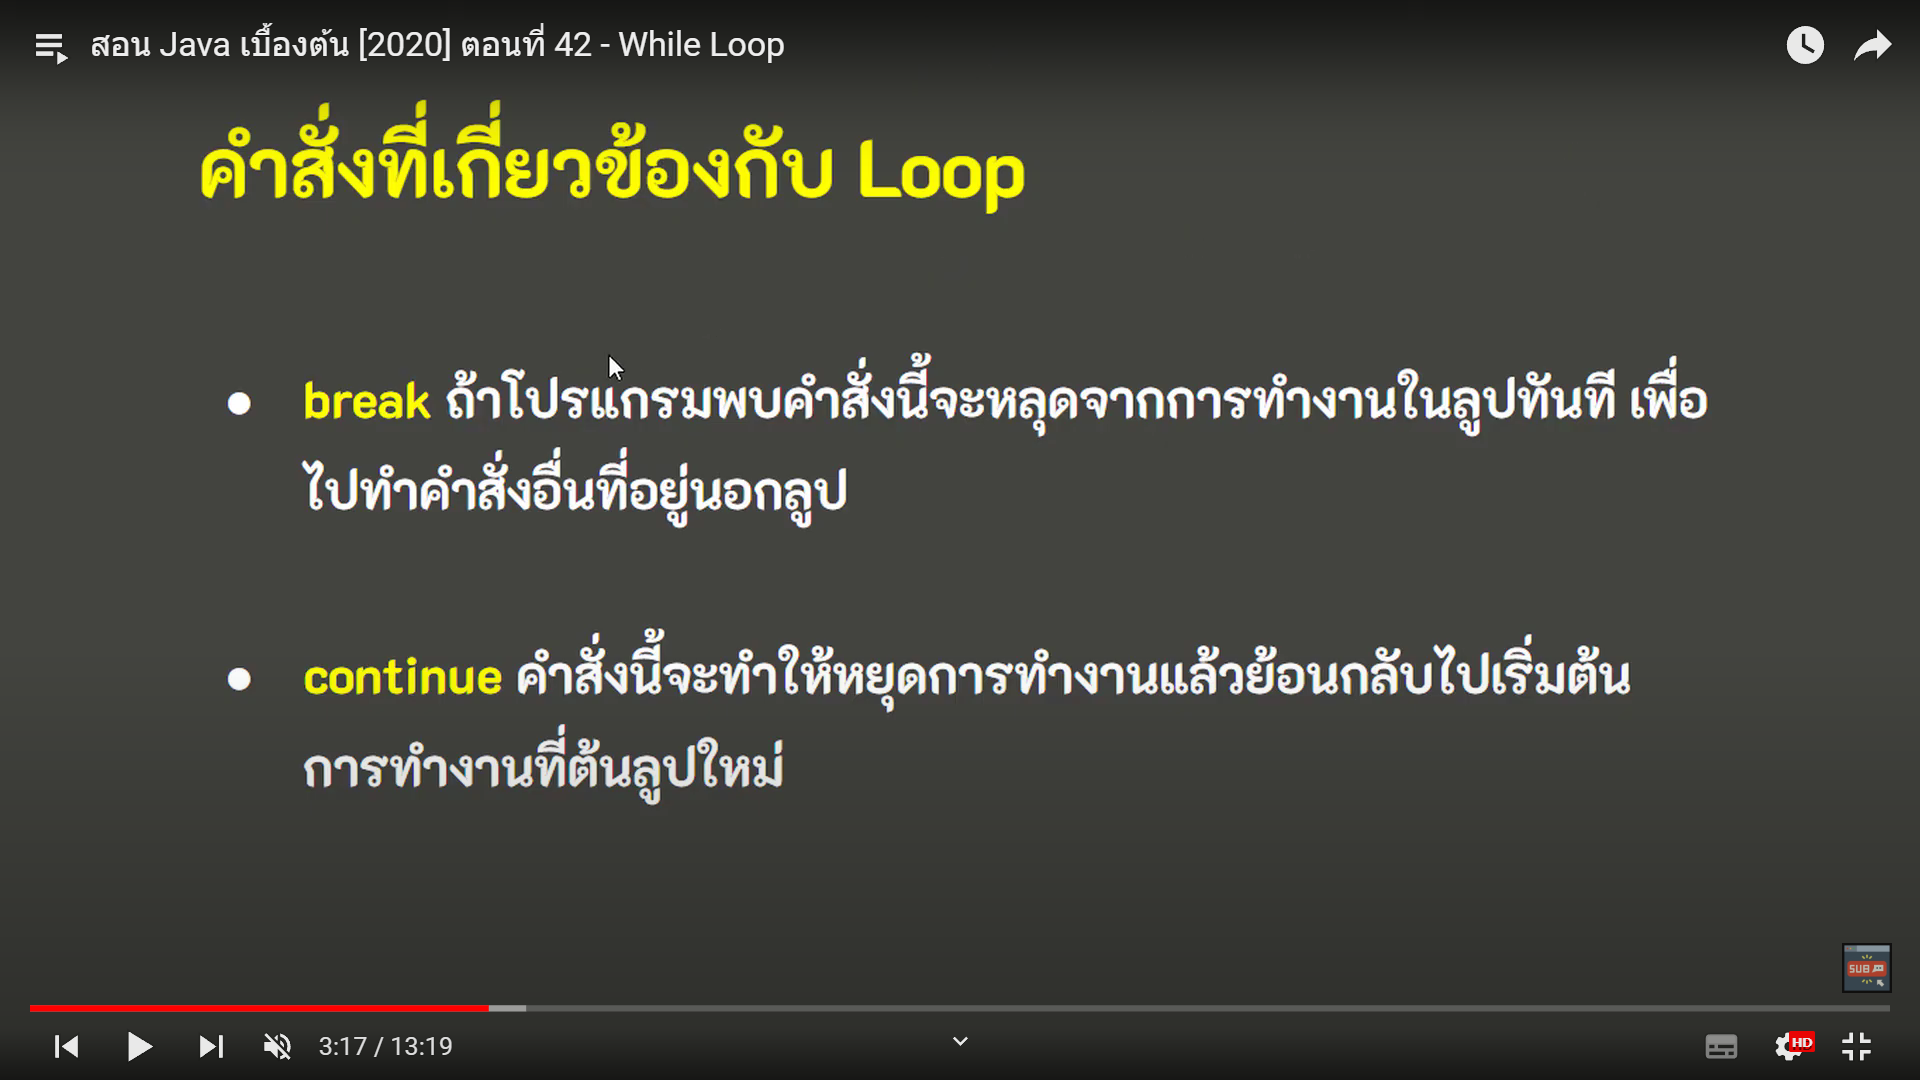 สอน Java เบื้องต้น [2020] ตอนที่ 42 - While Loop
คำสั่งที่เกี่ยวข้องกับ Loop
break ถ้าโปรแกรมพบคำสั่งนี้จะหลุดจากการทำงานในลูปทันที เพื่อ
ไปทำคำสั่งอื่นที่อยู่นอกลูป
continue คำสั่งนี้จะทำให้หยุดการทำงานแล้วย้อนกลับไปเริ่มต้น
การทำงานที่ต้นลูปใหม่
SUB
3:17 / 13:19
HD